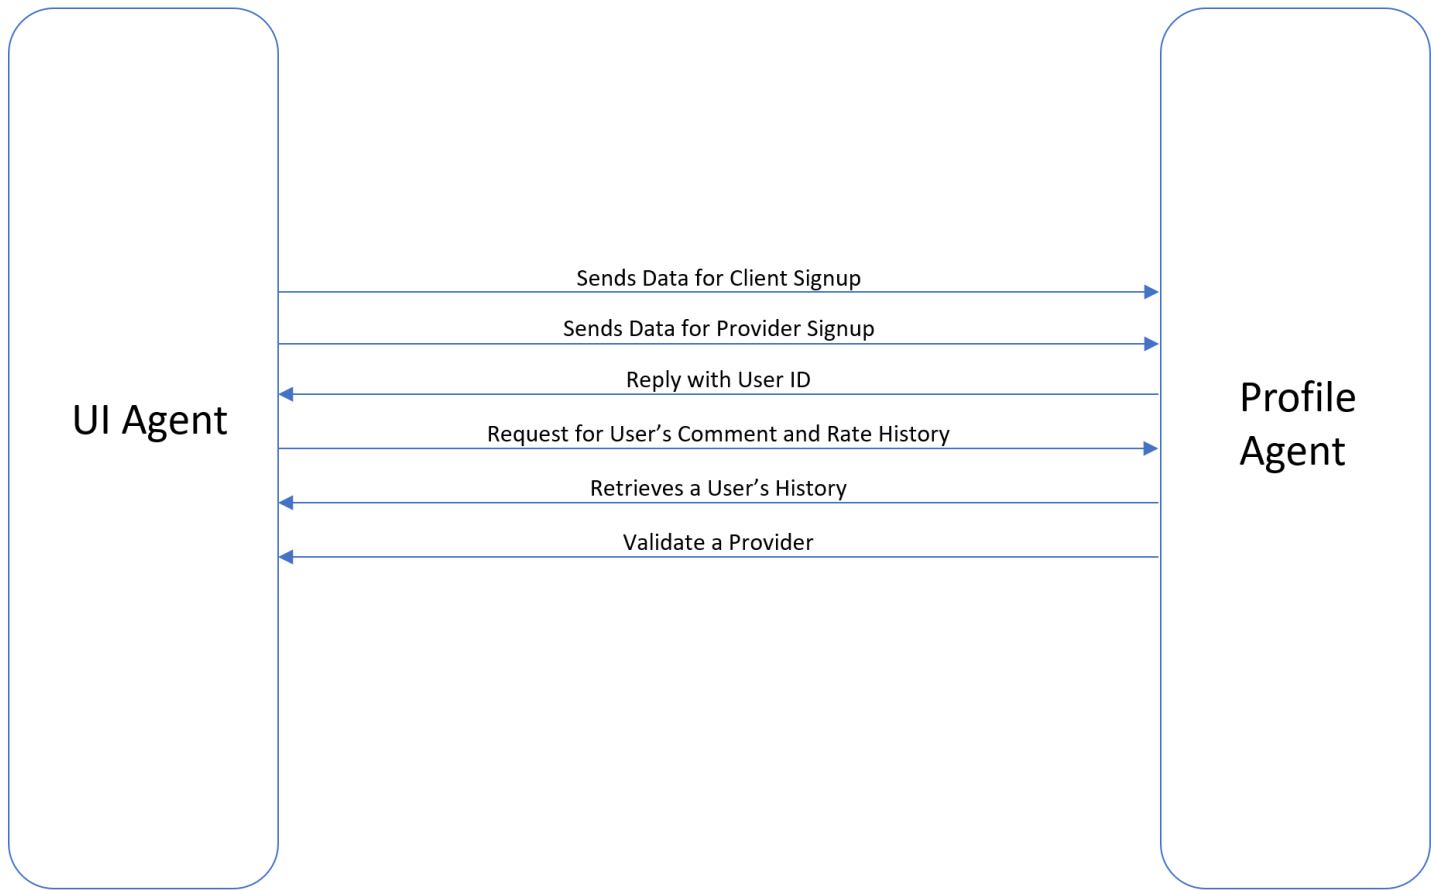 Sends Data for Client Signup
Sends Data for Provider Signup
Reply with User ID
Request for User’s Comment and Rate History
Retrieves a User’s History
Validate a Provider
UI Agent
Profile
Agent